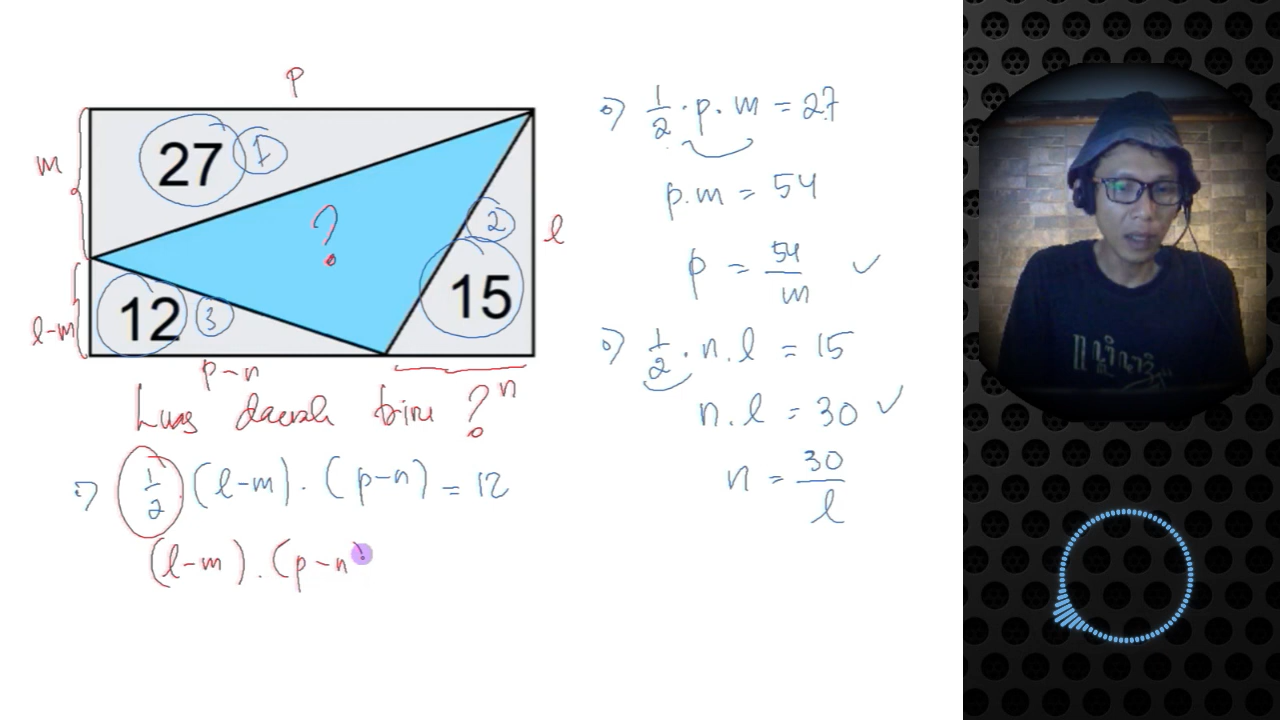 p
m
27 1
?
2
l
l-m
12 3
15
p-n
n
Luas daerah biru ?
=> 1/2 (l-m) . (p-n) = 12
(l-m) . (p-n)
=> 1/2 . p . m = 27
p.m = 54
p = 54/m ✓
=> 1/2 . n . l = 15
n . l = 30 ✓
n = 30/l